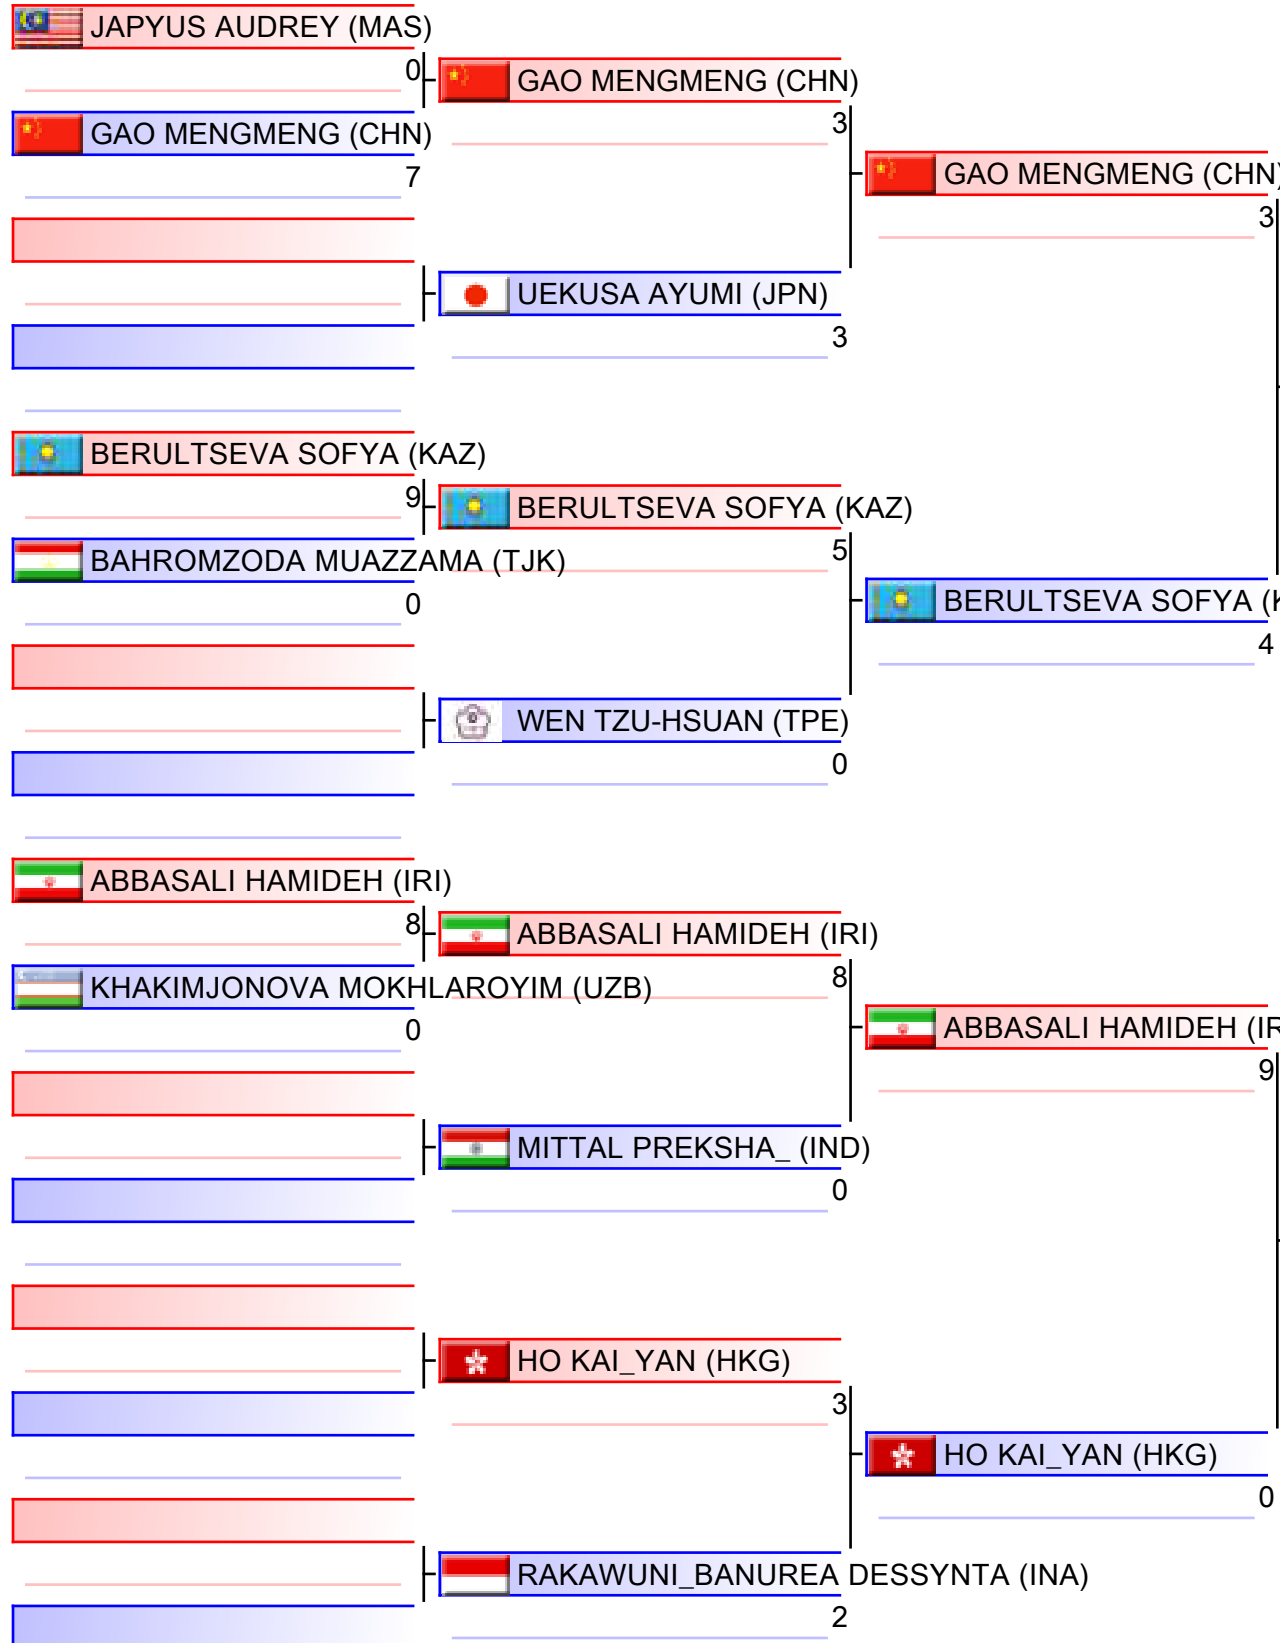 JAPYUS AUDREY (MAS)
0
GAO MENGMENG (CHN)
GAO MENGMENG (CHN)
3
7
GAO MENGMENG (CHN)
3
UEKUSA AYUMI (JPN)
3
BERULTSEVA SOFYA (KAZ)
9
BERULTSEVA SOFYA (KAZ)
BAHROMZODA MUAZZAMA (TJK)
5
0
BERULTSEVA SOFYA (
4
WEN TZU-HSUAN (TPE)
0
ABBASALI HAMIDEH (IRI)
8
ABBASALI HAMIDEH (IRI)
KHAKIMJONOVA MOKHLAROYIM (UZB)
8
0
ABBASALI HAMIDEH (IR
9
MITTAL PREKSHA_ (IND)
0
HO KAI_YAN (HKG)
3
HO KAI_YAN (HKG)
0
RAKAWUNI_BANUREA DESSYNTA (INA)
2